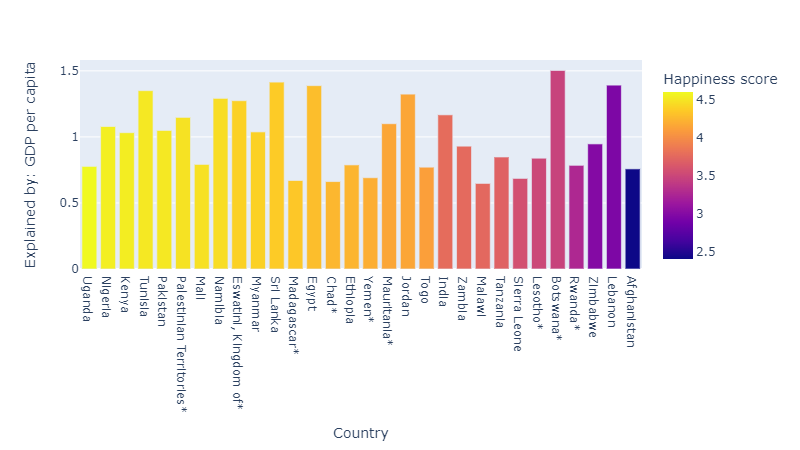 Explained by: GDP per capita
1.5
1
0.5
0
Uganda
Nigeria
Kenya
Tunisia
Pakistan
Palestinian Territories*
Mali
Namibia
Eswatini, Kingdom of*
Myanmar
Sri Lanka
Madagascar*
Egypt
Chad*
Ethiopia
Yemen*
Mauritania*
Jordan
Togo
India
Zambia
Malawi
Tanzania
Sierra Leone
Lesotho*
Botswana*
Rwanda*
Zimbabwe
Lebanon
Afghanistan
Country
Happiness score
4.5
4
3.5
3
2.5